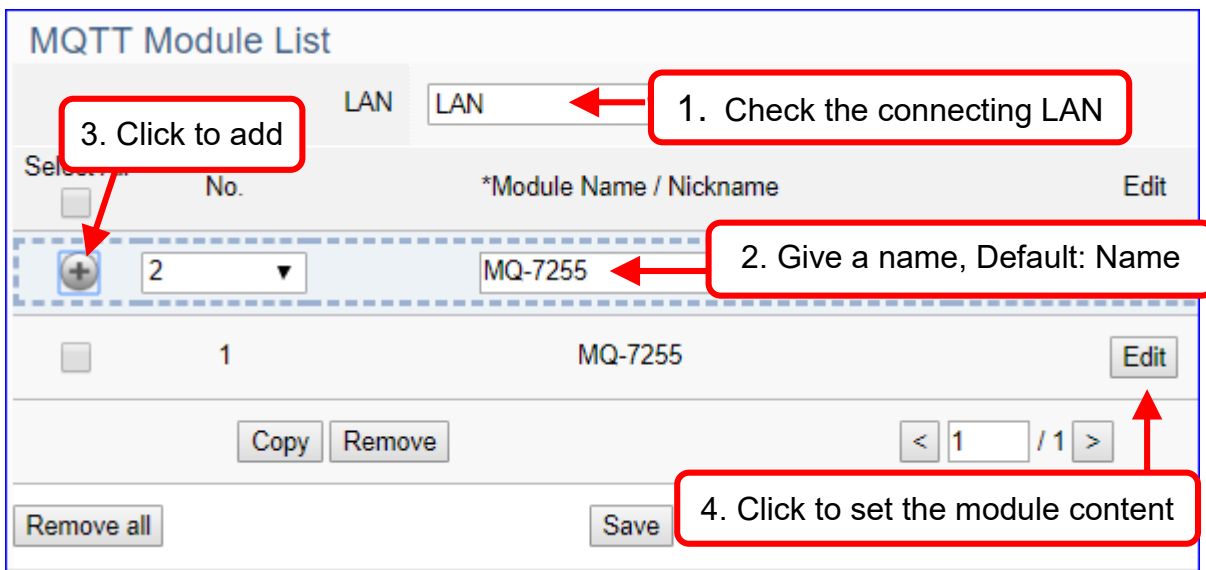 MQTT Module List
LAN
LAN
1. Check the connecting LAN
3. Click to add
No.
*Module Name / Nickname
Edit
2
MQ-7255
2. Give a name, Default: Name
1
MQ-7255
Edit
Copy
Remove
<
1
/ 1
>
4. Click to set the module content
Remove all
Save